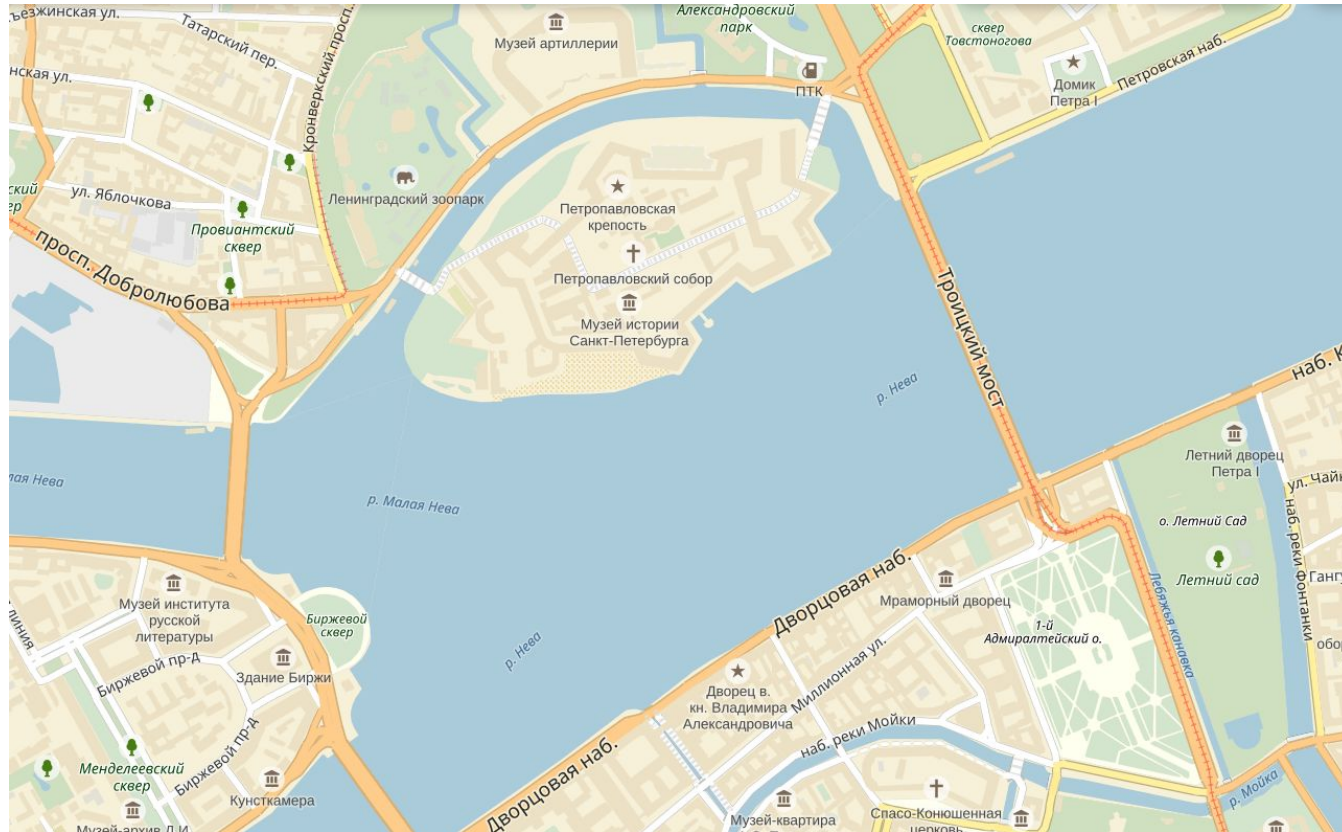 Татарский пер.
Кронверкский просп.
Музей артиллерии
Александровский
парк
сквер
Товстоногова
ПТК
Домик
Петра I
Петровская наб.
ул. Яблочкова
Ленинградский зоопарк
Провиантский
сквер
просп. Добролюбова
Петропавловская
крепость
Петропавловский собор
Музей истории
Санкт-Петербурга
Троицкий мост
р. Нева
наб.
Летний дворец
Петра I
о. Летний Сад
Летний сад
наб. реки Фонтанки
Лебяжья канавка
Нева
р. Малая Нева
Музей института
русской
литературы
Биржевой
сквер
Биржевой пр-д
Здание Биржи
р. Нева
Дворцовая наб.
Мраморный дворец
1-й
Адмиралтейский о.
Миллионная ул.
Дворец в.
кн. Владимира
Александровича
наб. реки Мойки
Биржевой пр-д
Менделеевский
сквер
Кунсткамера
Дворцовая наб.
Музей-квартира
Спасо-Конюшенная
церковь
р. Мойка
Музей-архив Д.И.